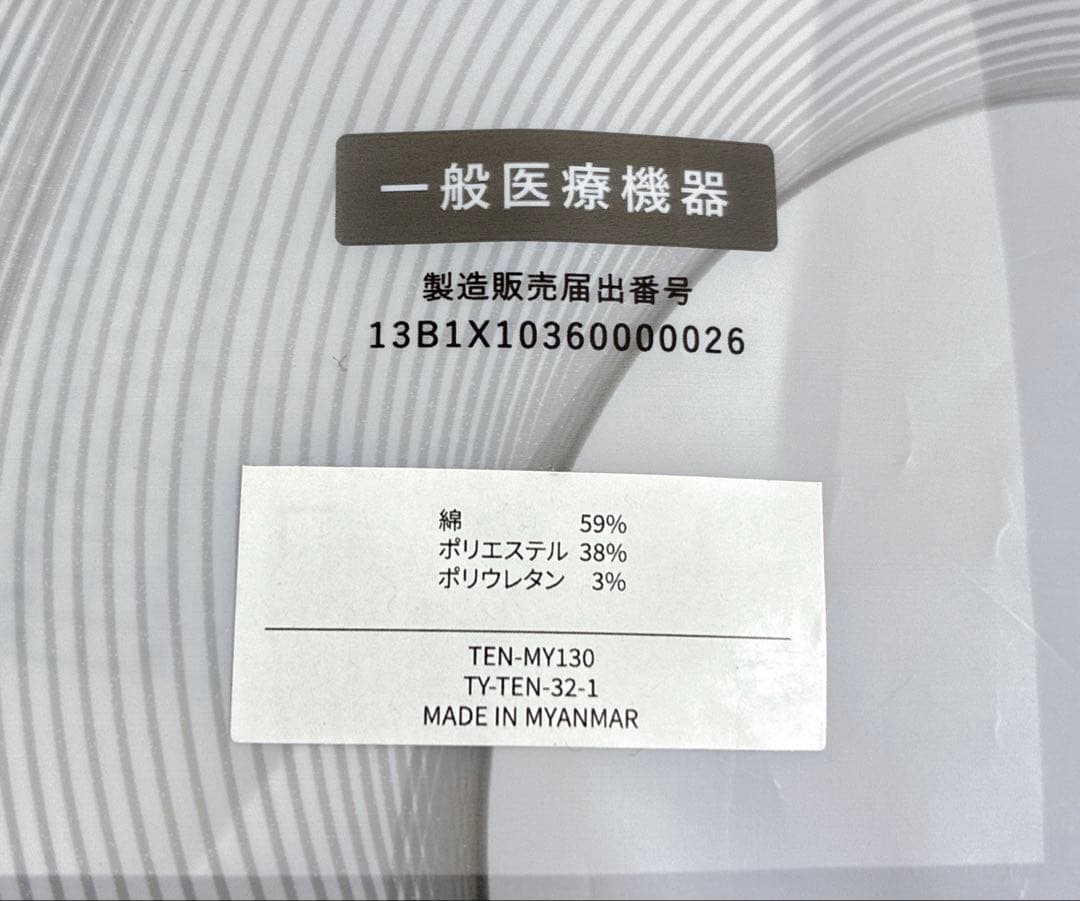 一般医療機器
製造販売届出番号
13B1X10360000026
綿 59%
ポリエステル 38%
ポリウレタン 3%
TEN-MY130
TY-TEN-32-1
MADE IN MYANMAR